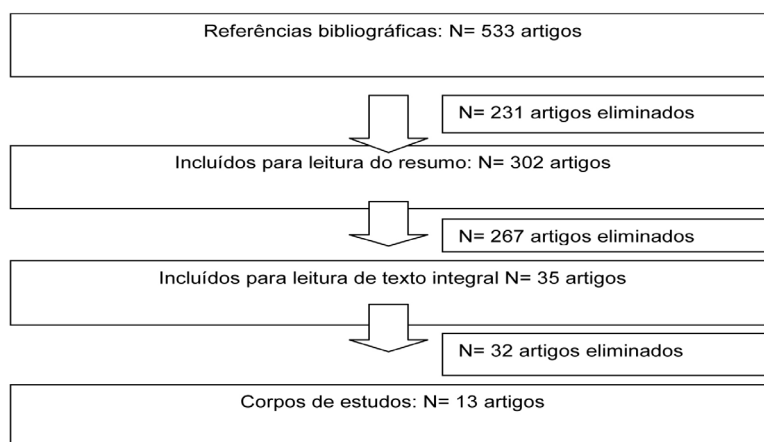 Referências bibliográficas: N= 533 artigos
N= 231 artigos eliminados
Incluídos para leitura do resumo: N= 302 artigos
N= 267 artigos eliminados
Incluídos para leitura de texto integral N= 35 artigos
N= 32 artigos eliminados
Corpos de estudos: N= 13 artigos